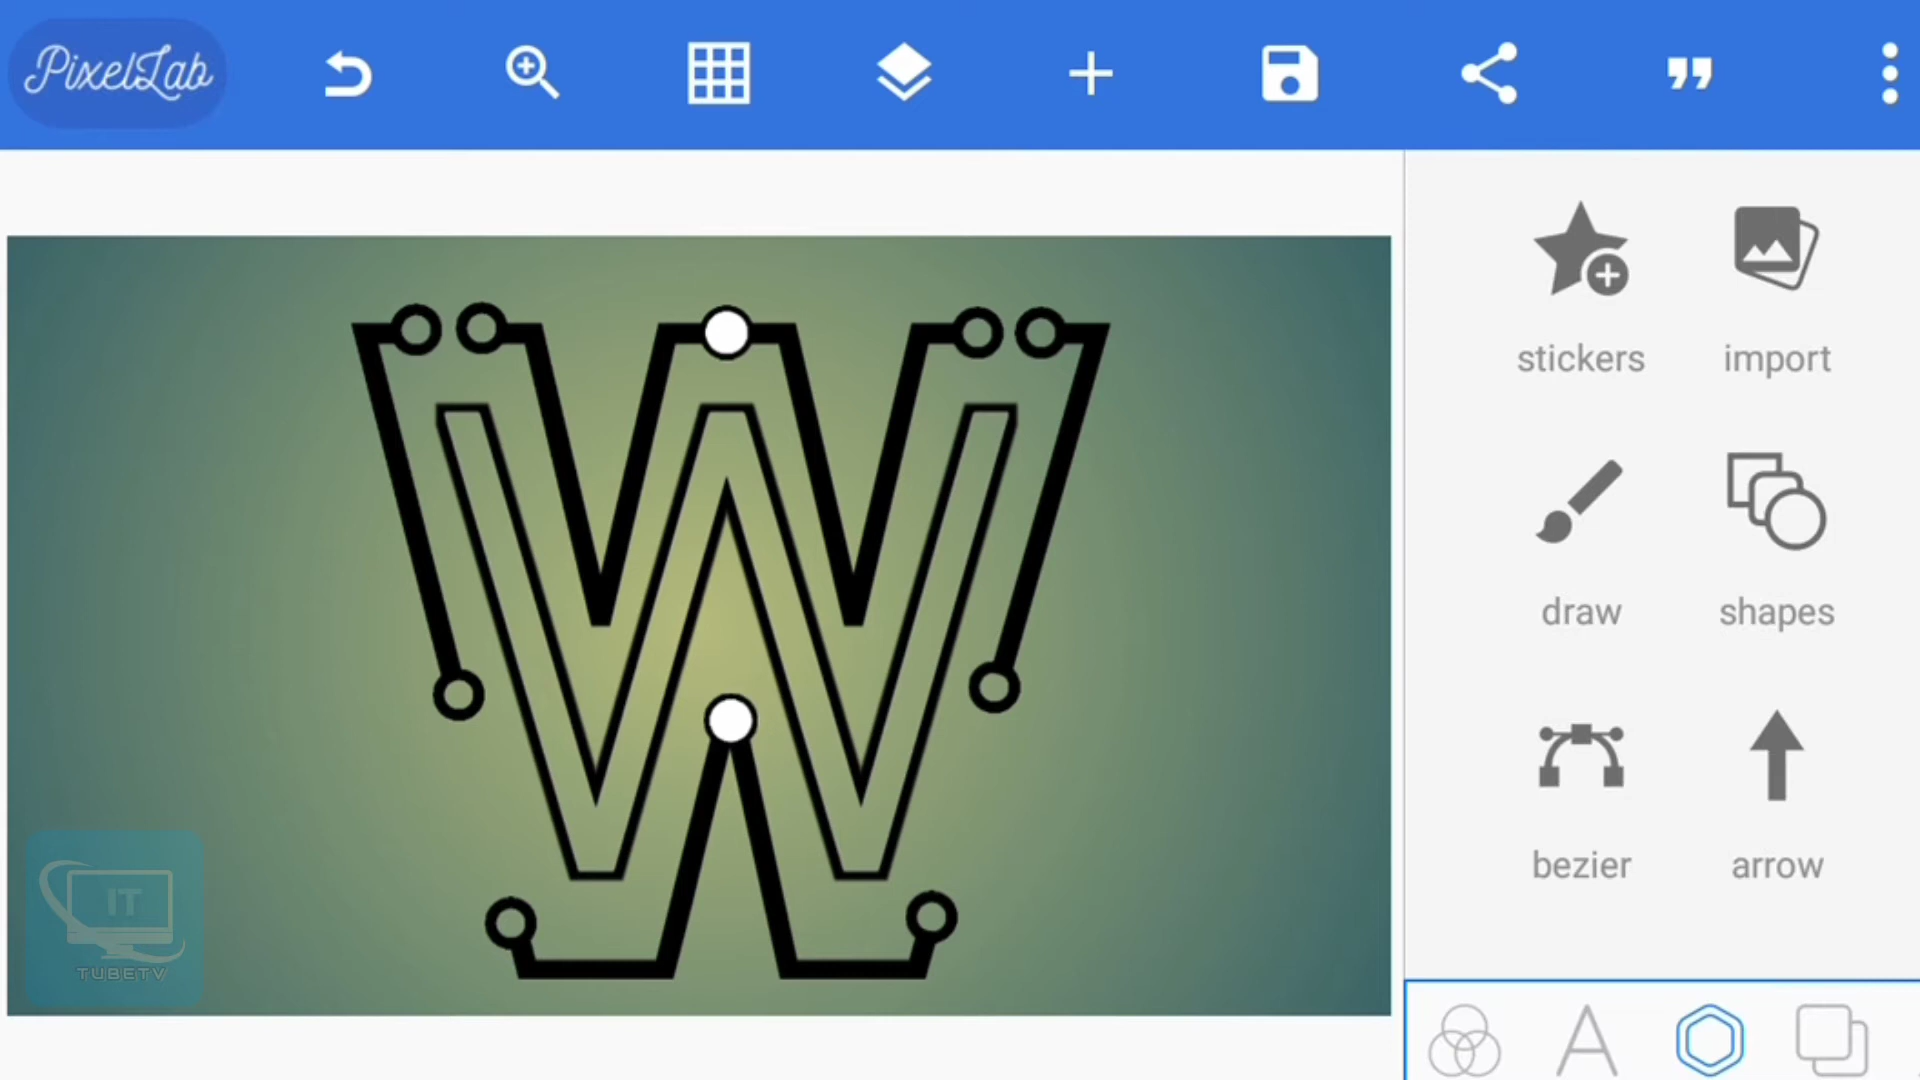 PixelLab
stickers
import
draw
shapes
bezier
arrow
W
IT
TUBETV
A